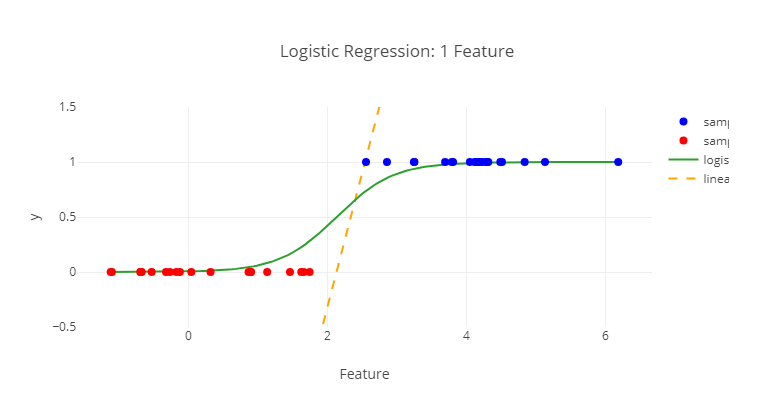 Logistic Regression: 1 Feature
1.5
1
0.5
0
−0.5
y
0
2
4
6
Feature
samp
samp
logis
linea